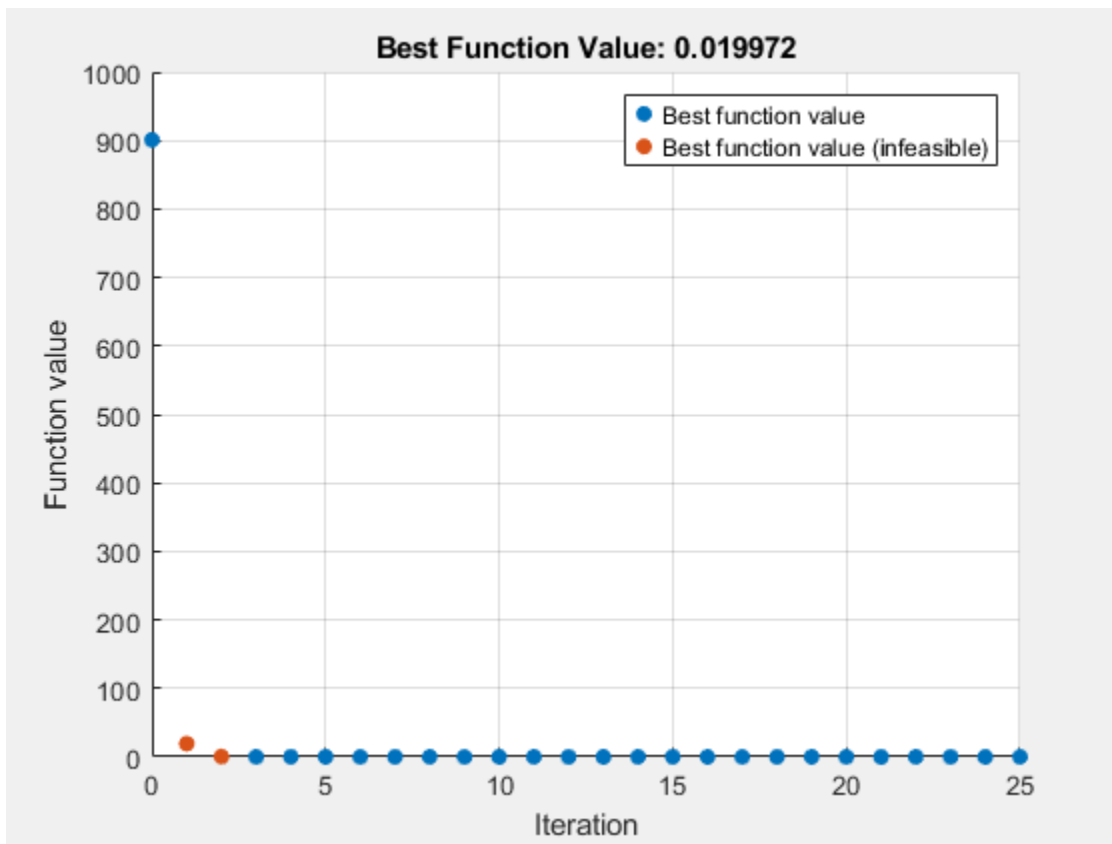 Best Function Value: 0.019972
1000
900
800
700
600
500
400
300
200
100
0
Function value
Best function value
Best function value (infeasible)
0 5 10 15 20 25
Iteration